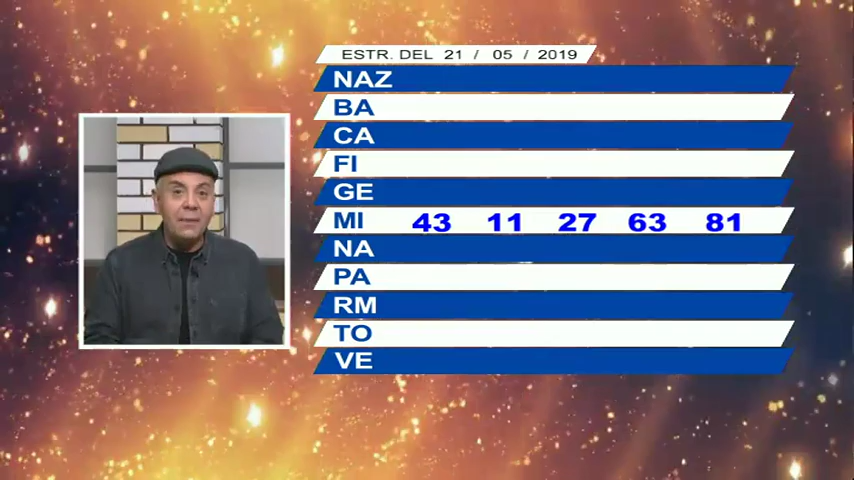 ESTR. DEL 21 / 05 / 2019
NAZ
BA
CA
FI
GE
MI 43 11 27 63 81
NA
PA
RM
TO
VE